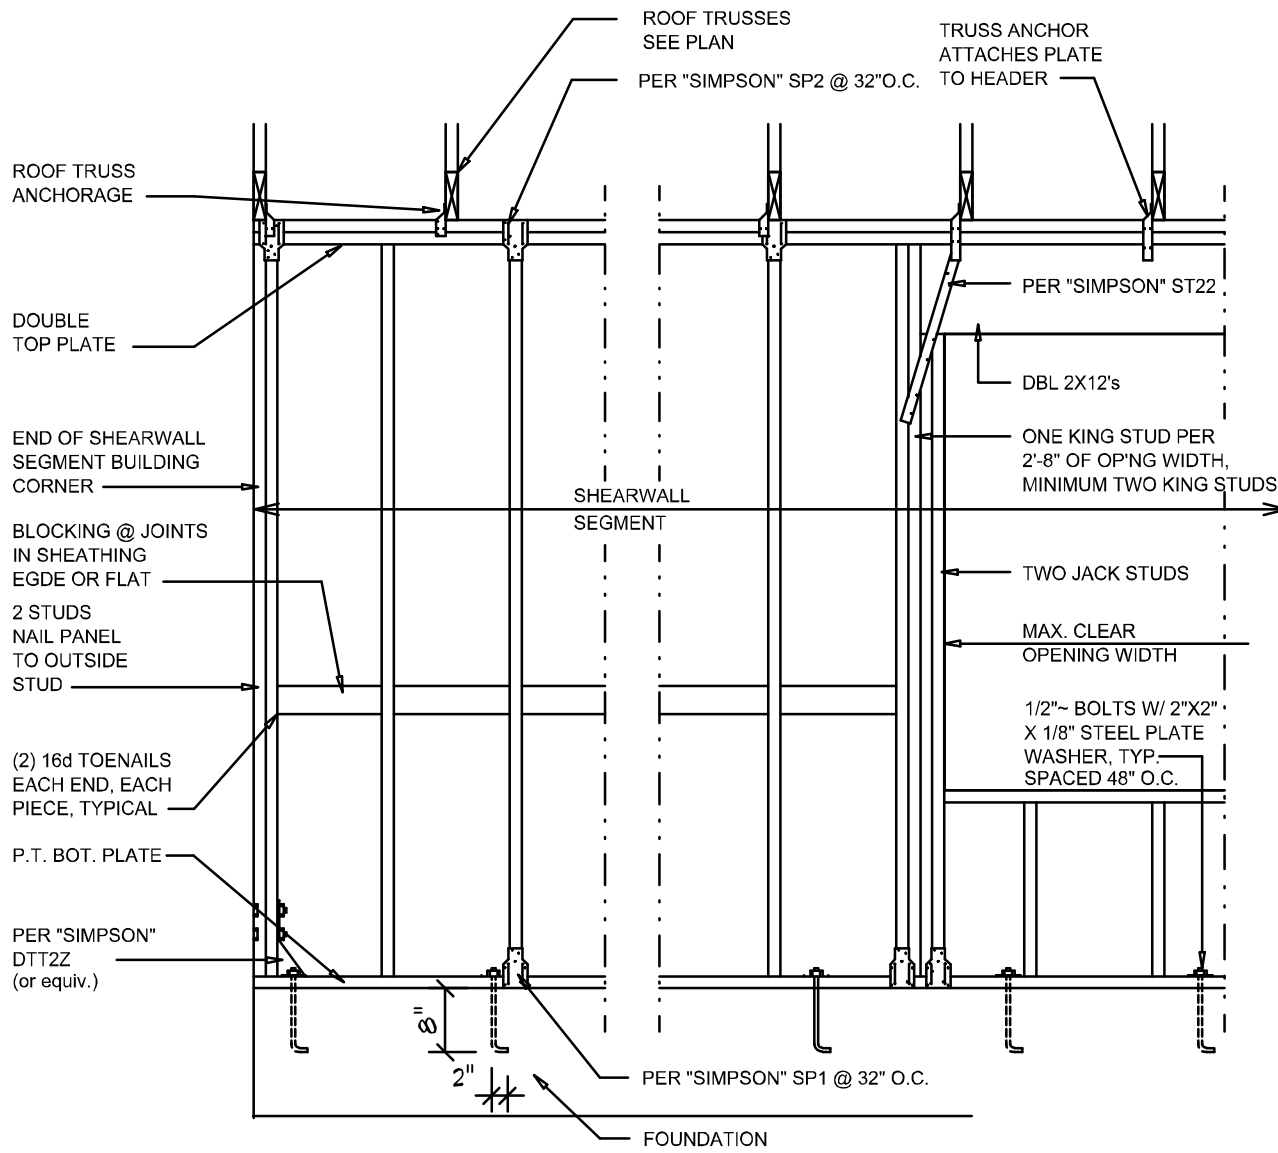 ROOF TRUSSES
SEE PLAN
PER "SIMPSON" SP2 @ 32"O.C.
TRUSS ANCHOR
ATTACHES PLATE
TO HEADER
ROOF TRUSS
ANCHORAGE
DOUBLE
TOP PLATE
END OF SHEARWALL
SEGMENT BUILDING
CORNER
BLOCKING @ JOINTS
IN SHEATHING
EGDE OR FLAT
2 STUDS
NAIL PANEL
TO OUTSIDE
STUD
(2) 16d TOENAILS
EACH END, EACH
PIECE, TYPICAL
P.T. BOT. PLATE
PER "SIMPSON"
DTT2Z
(or equiv.)
SHEARWALL
SEGMENT
PER "SIMPSON" ST22
DBL 2X12's
ONE KING STUD PER
2'-8" OF OP'NG WIDTH,
MINIMUM TWO KING STUDS
TWO JACK STUDS
MAX. CLEAR
OPENING WIDTH
1/2"~ BOLTS W/ 2"X2"
X 1/8" STEEL PLATE
WASHER, TYP.
SPACED 48" O.C.
8"
2"
PER "SIMPSON" SP1 @ 32" O.C.
FOUNDATION